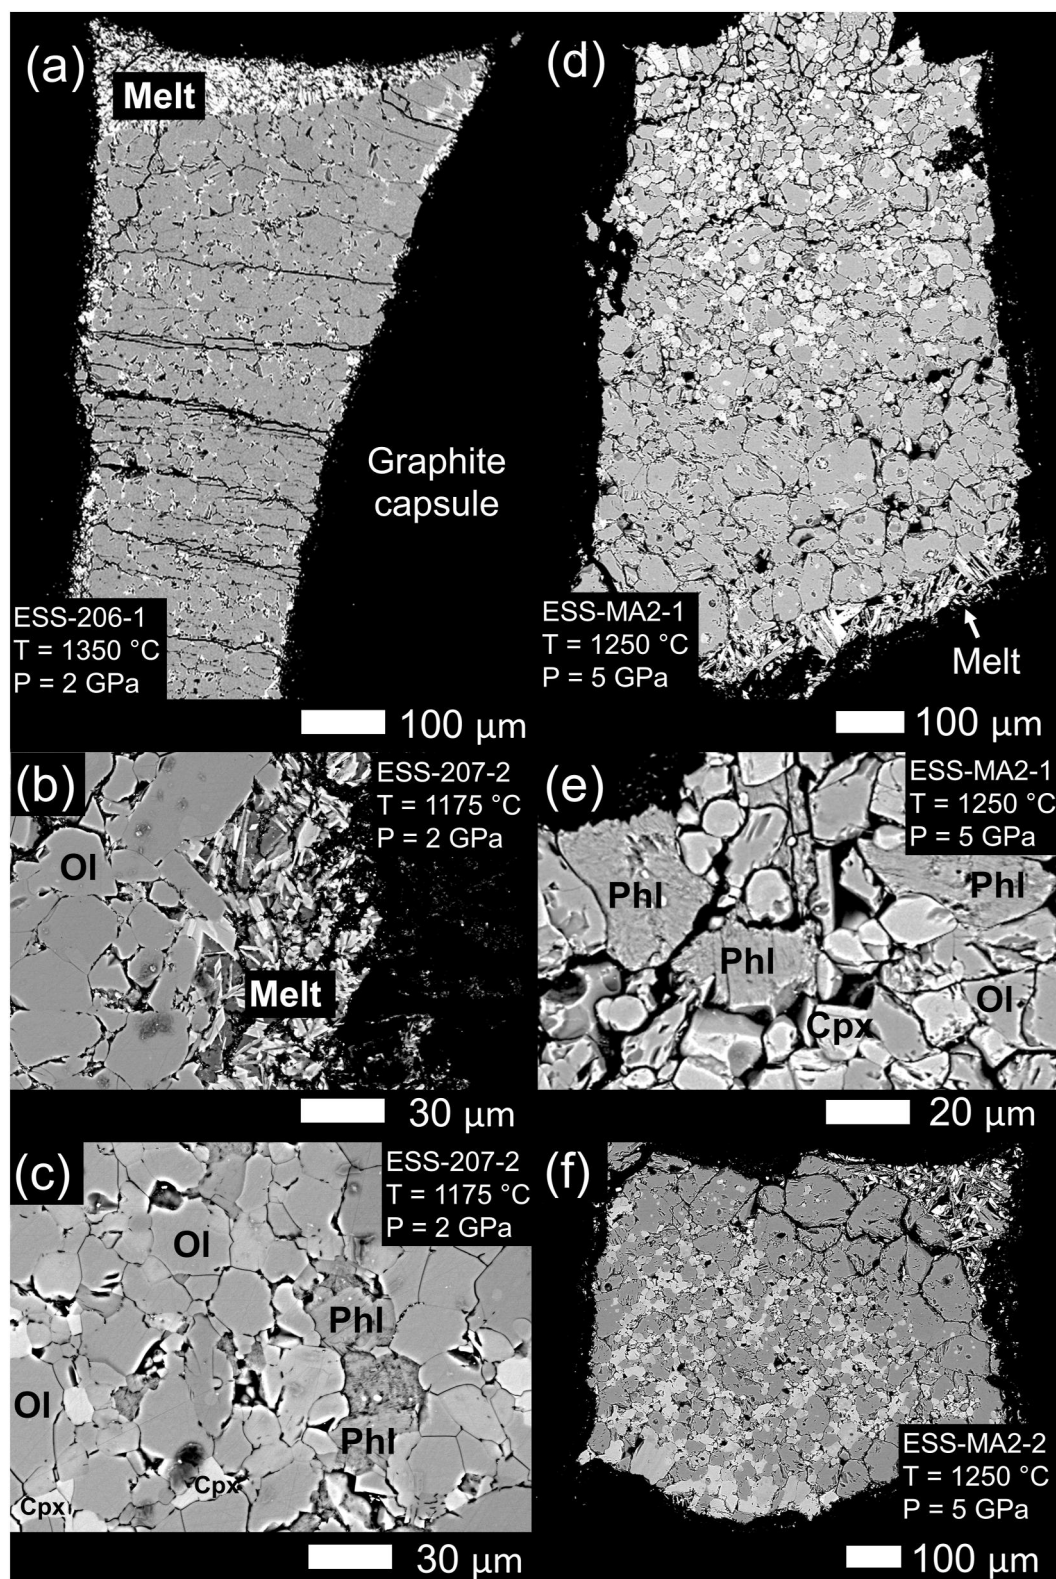 (a)
Melt
Graphite
capsule
ESS-206-1
T = 1350 °C
P = 2 GPa
100 µm
(d)
ESS-MA2-1
T = 1250 °C
P = 5 GPa
Melt
100 µm
(b)
ESS-207-2
T = 1175 °C
P = 2 GPa
Ol
Melt
30 µm
(e)
ESS-MA2-1
T = 1250 °C
P = 5 GPa
Phl
Phl
Phl
Ol
Cpx
20 µm
(c)
ESS-207-2
T = 1175 °C
P = 2 GPa
Ol
Phl
Ol
Phl
Cpx
Cpx
30 µm
(f)
ESS-MA2-2
T = 1250 °C
P = 5 GPa
100 µm